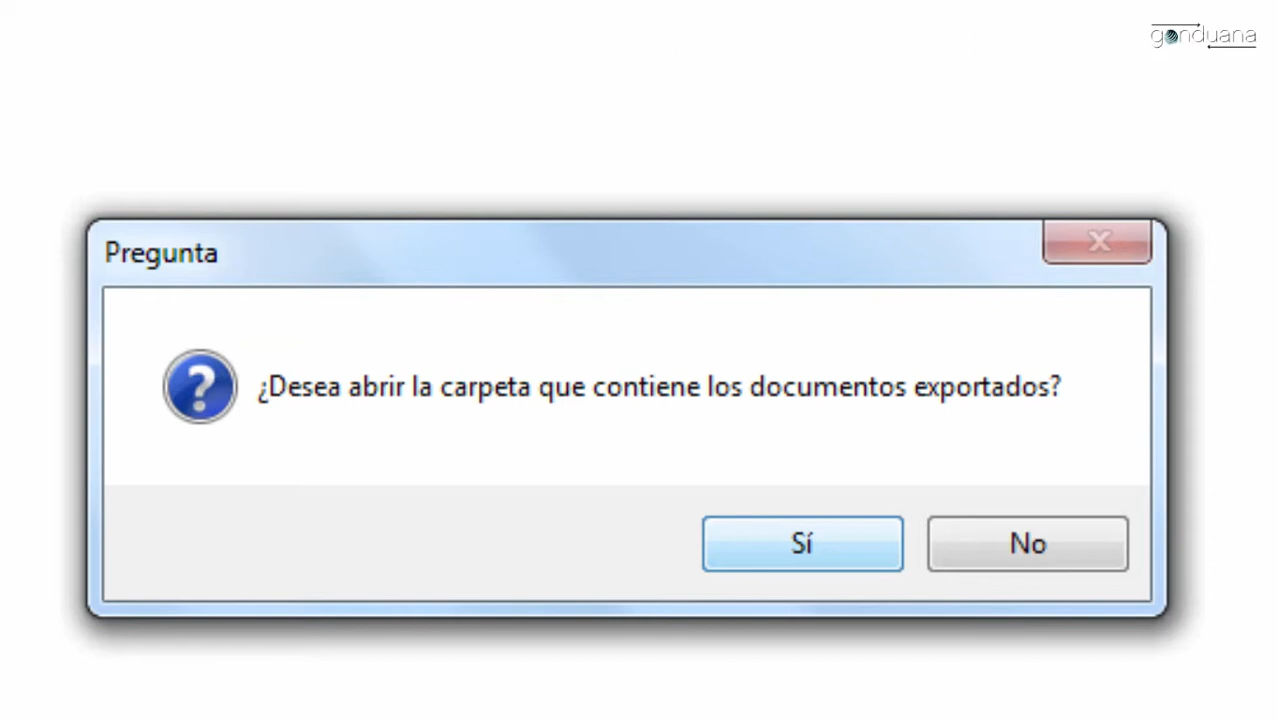 gonduana
Pregunta
X
¿Desea abrir la carpeta que contiene los documentos exportados?
Sí
No